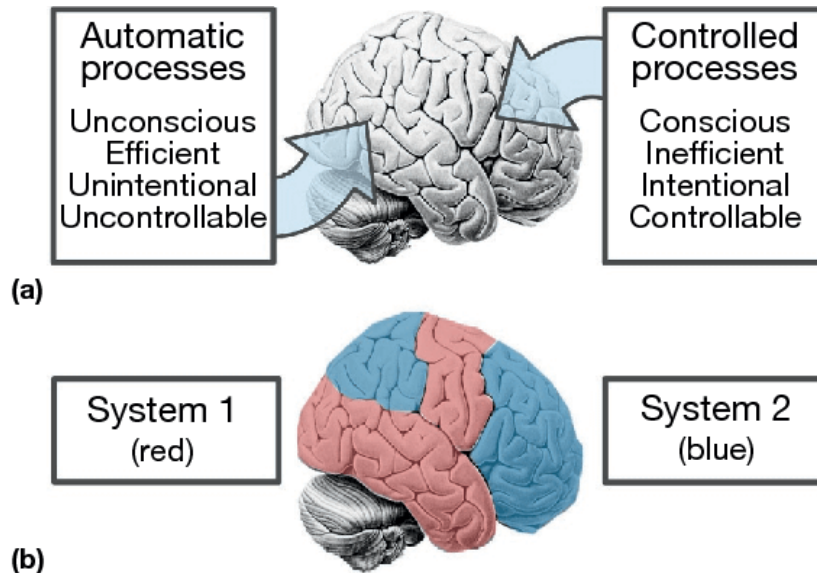 Automatic
processes
Unconscious
Efficient
Unintentional
Uncontrollable
Controlled
processes
Conscious
Inefficient
Intentional
Controllable
(a)
System 1
(red)
System 2
(blue)
(b)